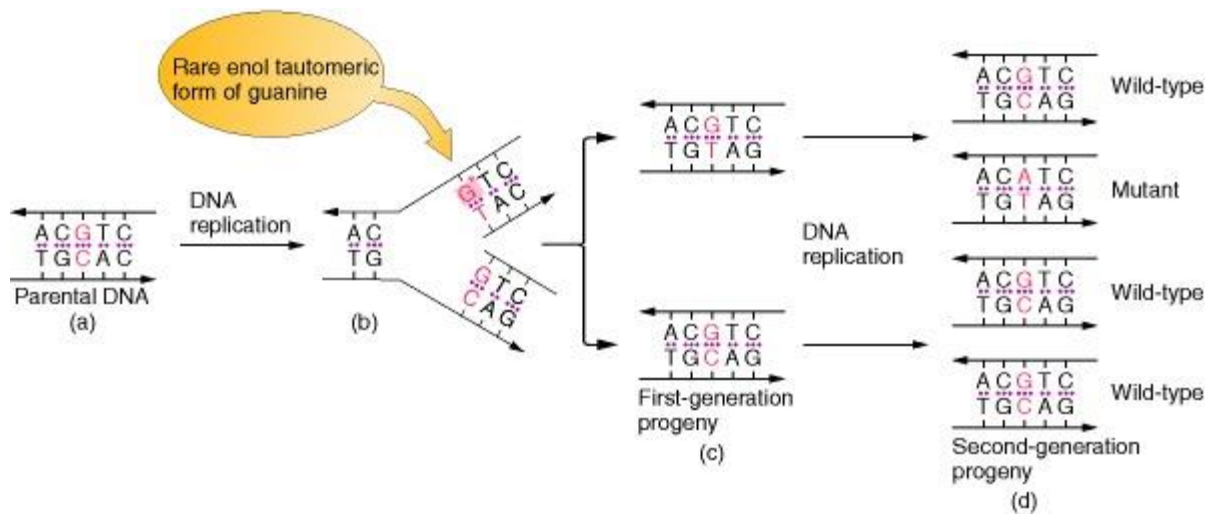 Rare enol tautomeric
form of guanine
DNA
replication
A C G T C
T G C A C
Parental DNA
(a)
A C
T G
G* T C
T A C
G T C
C A G
(b)
A C G T C
T G T A G
A C G T C
T G C A G
First-generation
progeny
(c)
DNA
replication
A C G T C
T G C A G
Wild-type
A C A T C
T G T A G
Mutant
A C G T C
T G C A G
Wild-type
A C G T C
T G C A G
Wild-type
Second-generation
progeny
(d)